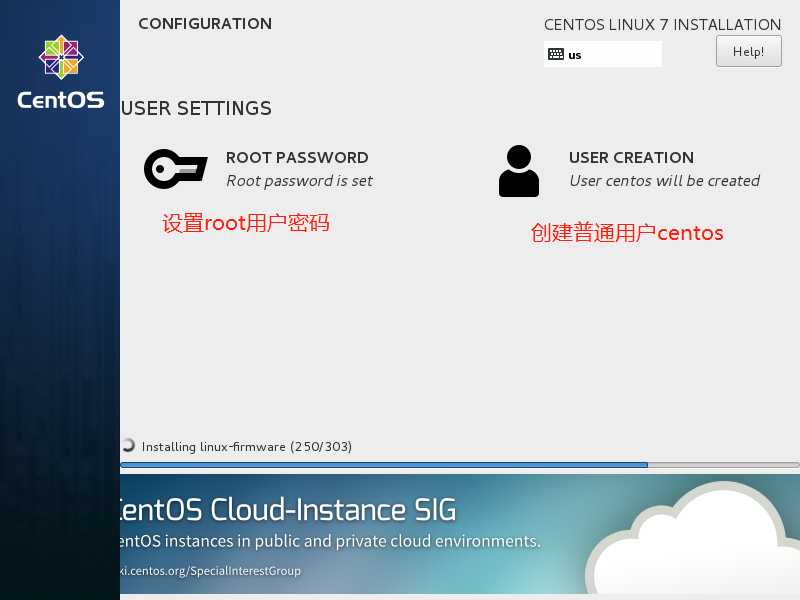 CONFIGURATION
CENTOS LINUX 7 INSTALLATION
us
Help!
CentOS
USER SETTINGS
ROOT PASSWORD
Root password is set
设置root用户密码
USER CREATION
User centos will be created
创建普通用户centos
Installing linux-firmware (250/303)
CentOS Cloud-Instance SIG
entOS instances in public and private cloud environments.
ki.centos.org/SpecialInterestGroup